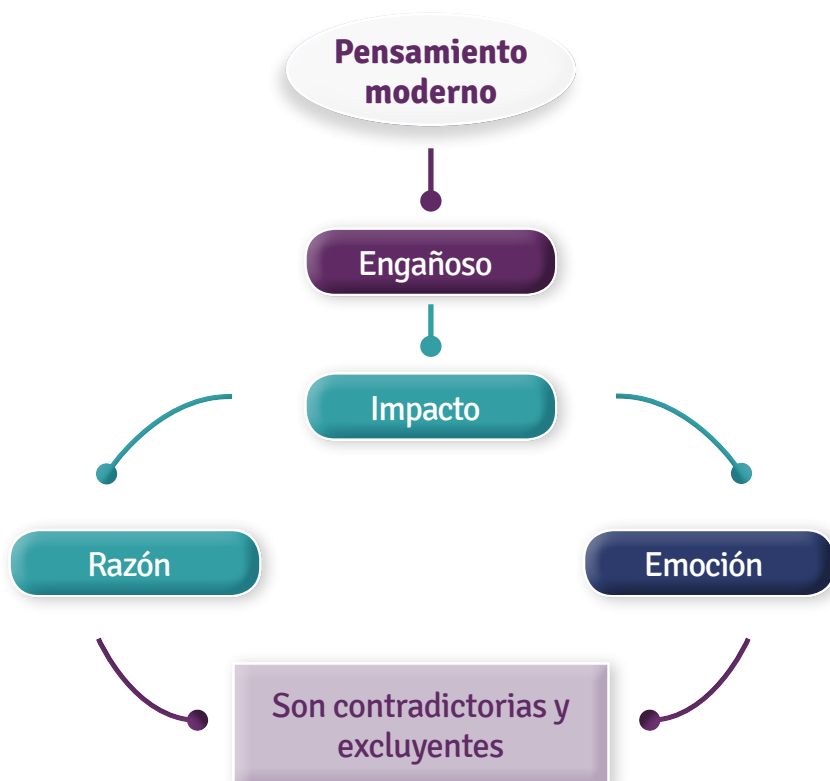 Pensamiento
moderno
Engañoso
Impacto
Razón
Emoción
Son contradictorias y
excluyentes